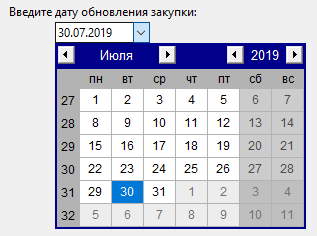 Введите дату обновления закупки:
30.07.2019
Июля 2019
пн вт ср чт пт сб вс
27 1 2 3 4 5 6 7
28 8 9 10 11 12 13 14
29 15 16 17 18 19 20 21
30 22 23 24 25 26 27 28
31 29 30 31 1 2 3 4
32 5 6 7 8 9 10 11